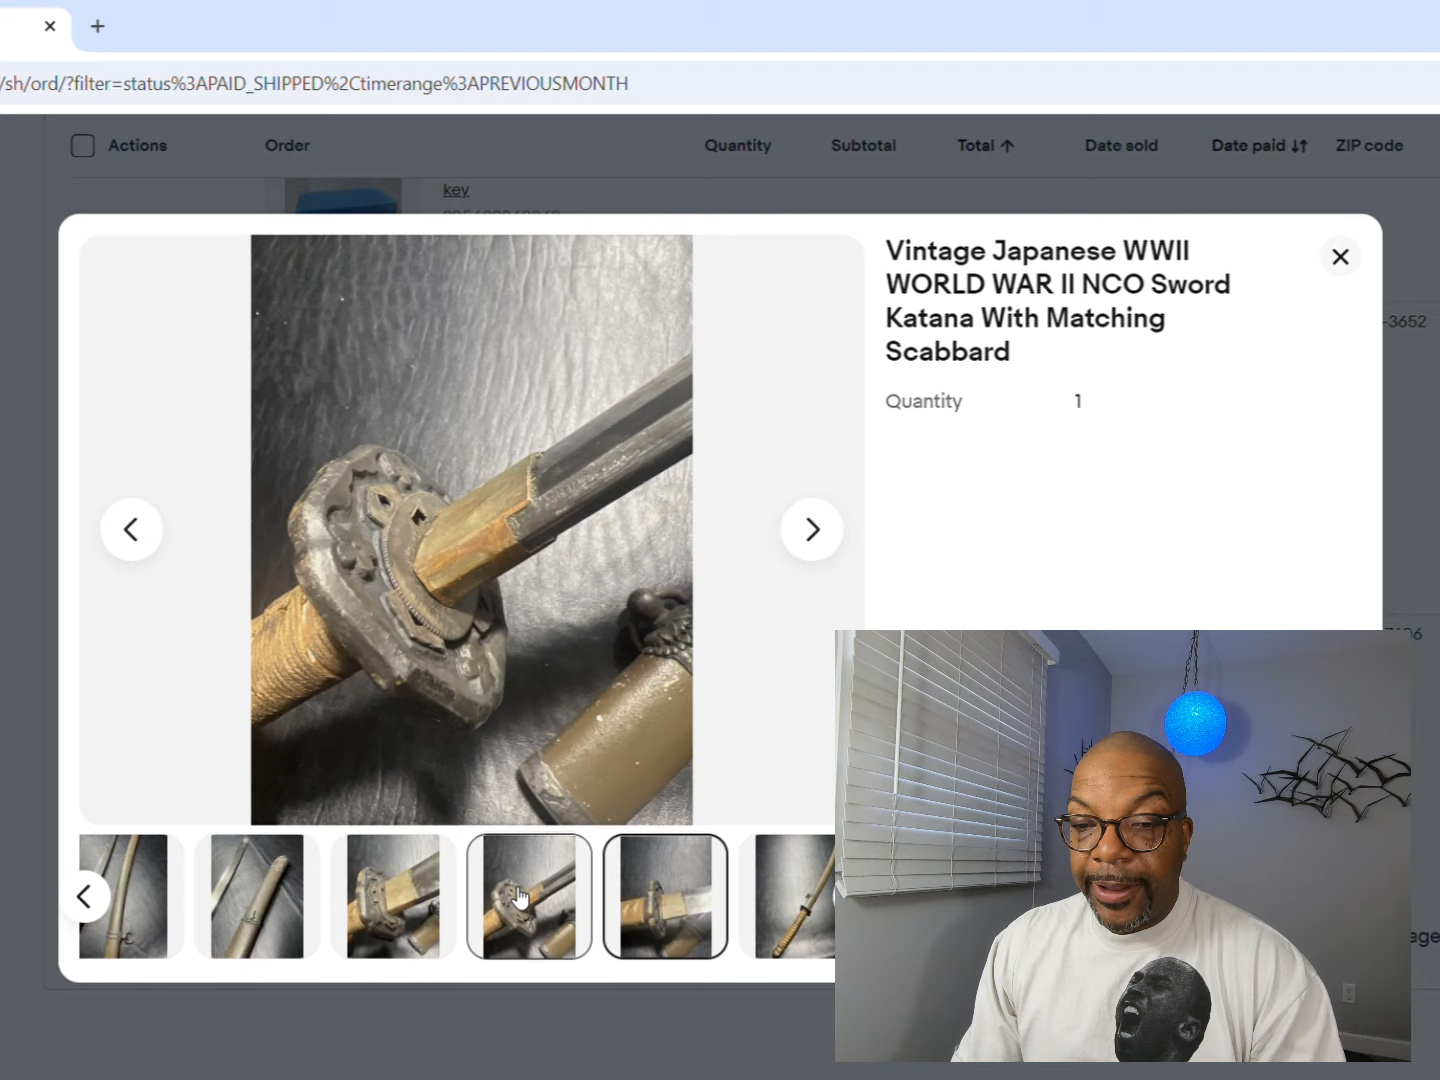 /sh/ord/?filter=status%3APAID_SHIPPED%2Ctimerange%3APREVIOUSMONTH
Actions Order Quantity Subtotal Total Date sold Date paid ZIP code
key
Vintage Japanese WWII
WORLD WAR II NCO Sword
Katana With Matching
Scabbard
-3652
Quantity 1